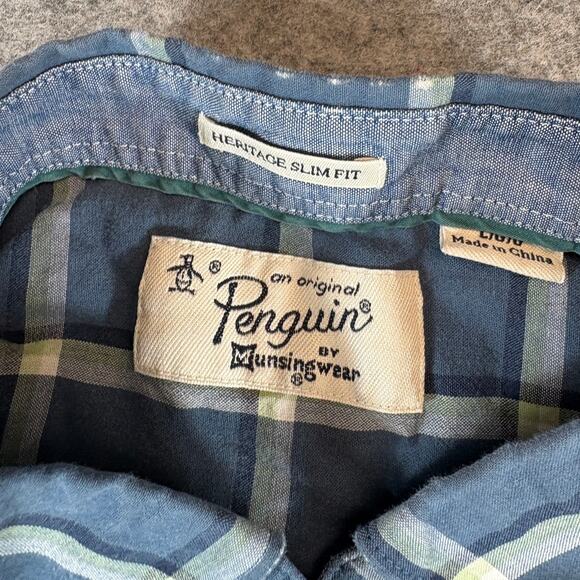 HERITAGE SLIM FIT
L/G/G
Made in China
®
an original
Penguin®
BY
Munsingwear
®